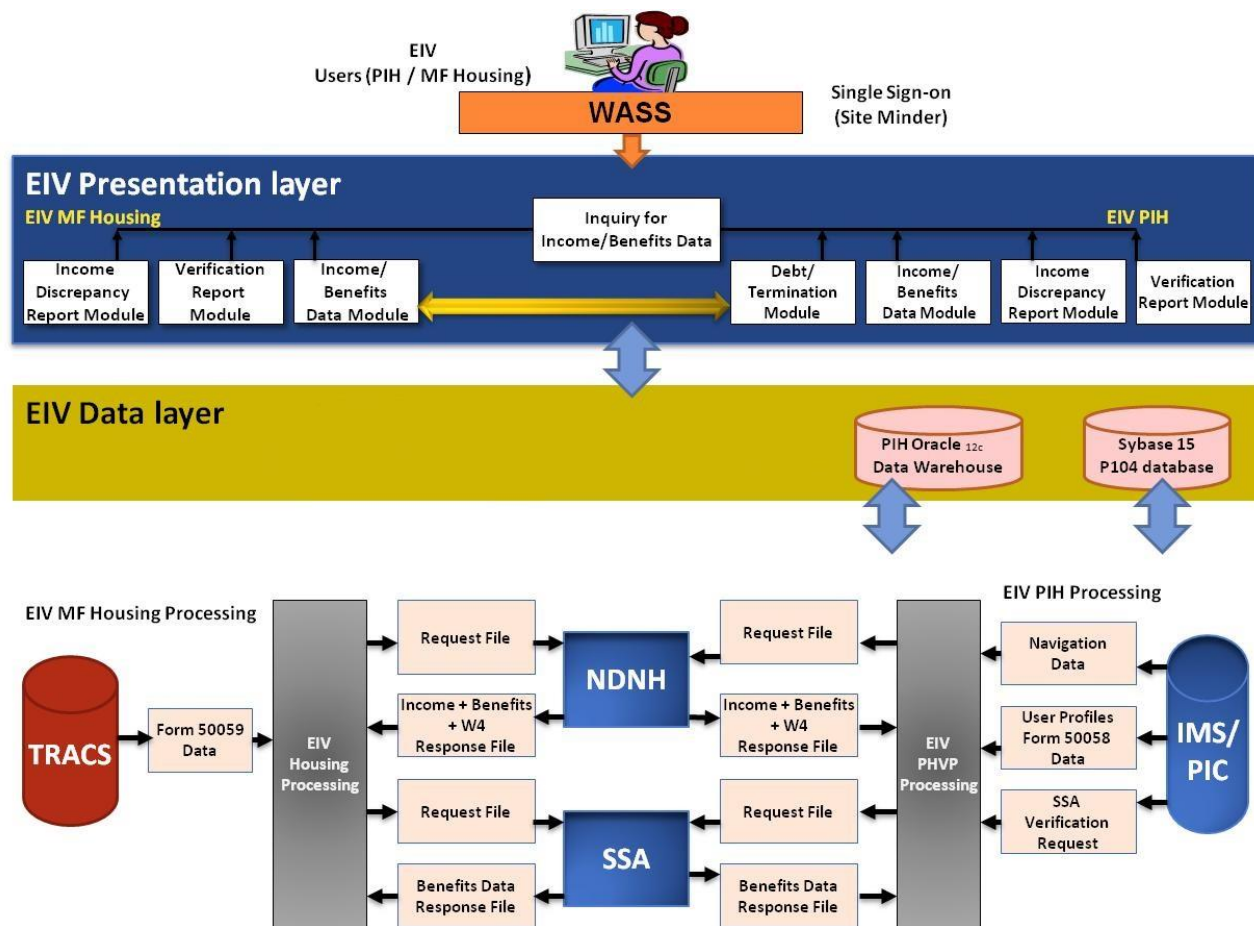 EIV
Users (PIH / MF Housing)
WASS
Single Sign-on
(Site Minder)
EIV Presentation layer
EIV MF Housing
EIV PIH
Inquiry for
Income/Benefits Data
Income
Discrepancy
Report Module
Verification
Report
Module
Income/
Benefits
Data Module
Debt/
Termination
Module
Income/
Benefits
Data Module
Income
Discrepancy
Report Module
Verification
Report Module
EIV Data layer
PIH Oracle 12c
Data Warehouse
Sybase 15
P104 database
EIV MF Housing Processing
EIV PIH Processing
TRACS
Form 50059
Data
EIV
Housing
Processing
Request File
Income + Benefits
+ W4
Response File
Request File
Benefits Data
Response File
NDNH
SSA
Request File
Income + Benefits
+ W4
Response File
Request File
Benefits Data
Response File
EIV
PHVP
Processing
Navigation
Data
User Profiles
Form 50058
Data
SSA
Verification
Request
IMS/
PIC